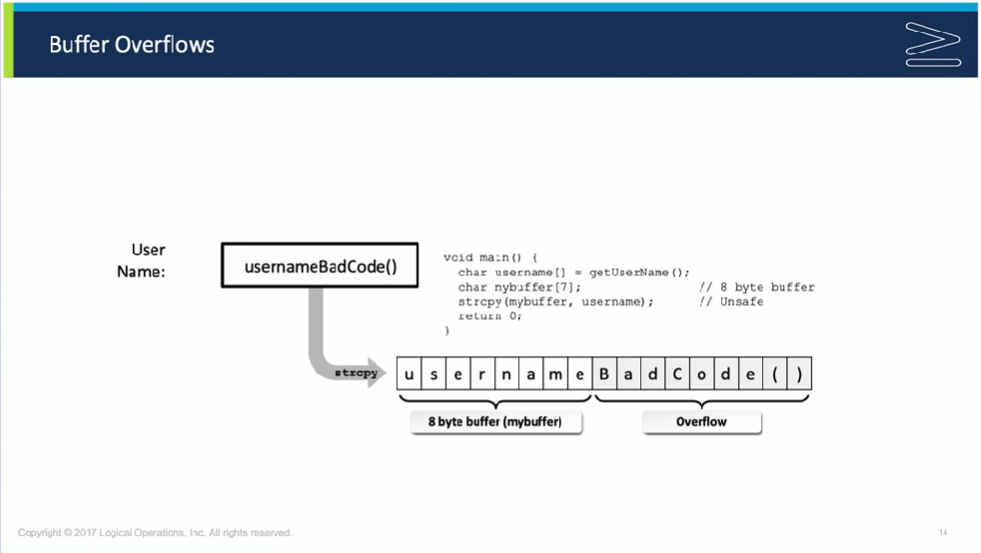 Buffer Overflows
User
Name:
usernameBadCode()
void main() {
char username[] = getUserName();
char nybuffer[7]; // 8 byte buffer
strcpy(mybuffer, username); // Unsafe
return 0;
}
strcpy
u s e r n a m e B a d C o d e ( )
8 byte buffer (mybuffer) Overflow
Copyright © 2017 Logical Operations, Inc. All rights reserved. 14